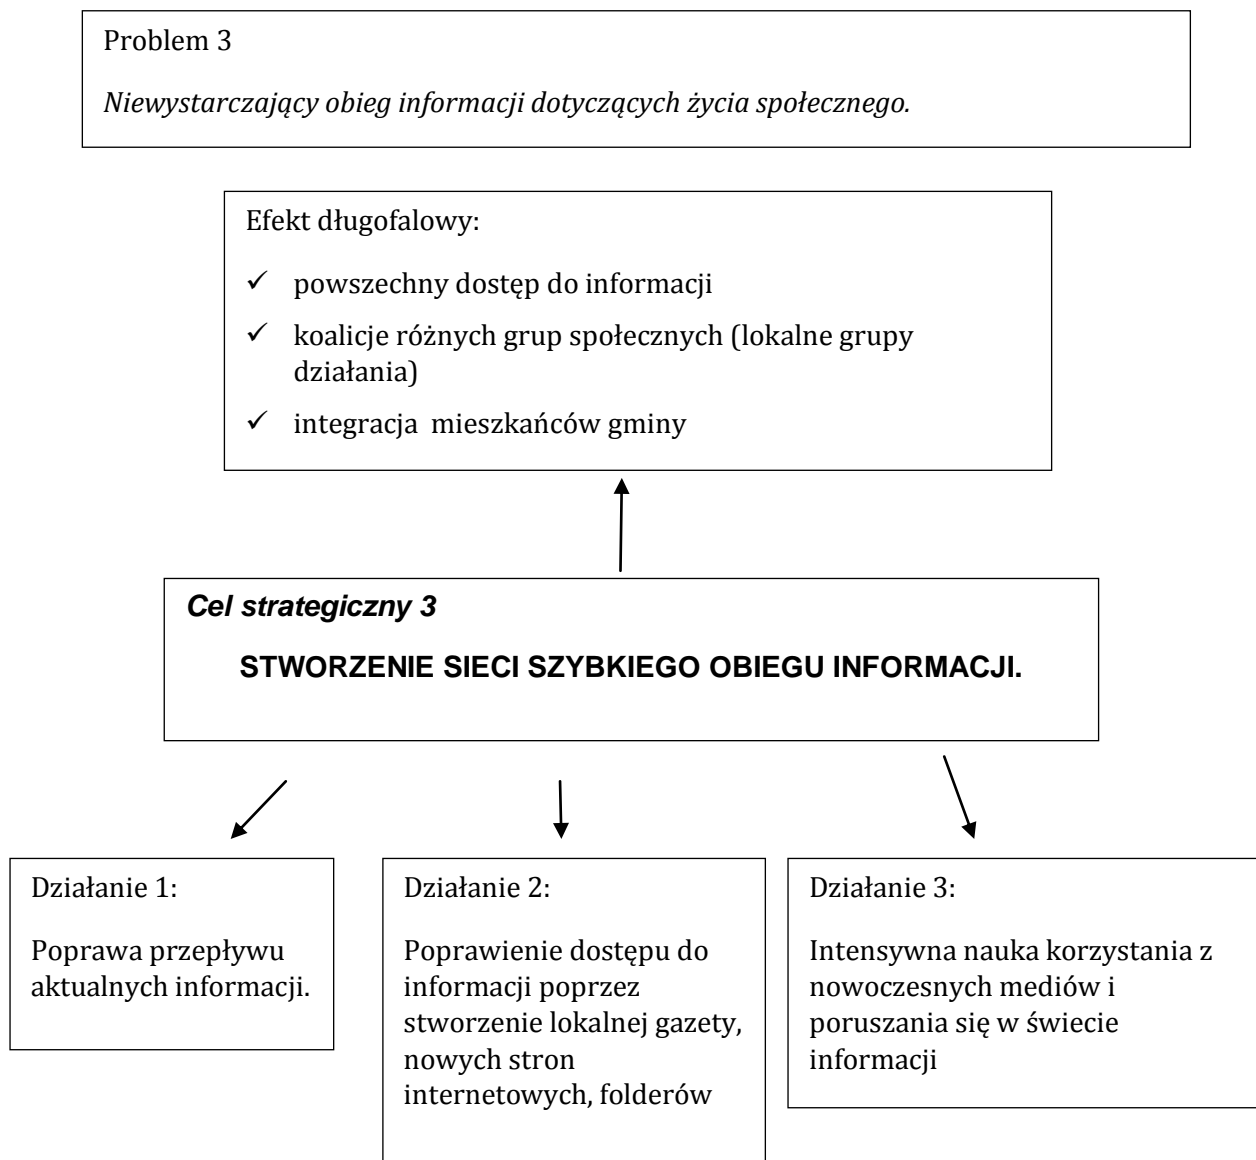 Problem 3
Niewystarczający obieg informacji dotyczących życia społecznego.
Efekt długofalowy:
✓ powszechny dostęp do informacji
✓ koalicje różnych grup społecznych (lokalne grupy
działania)
✓ integracja mieszkańców gminy
Cel strategiczny 3
STWORZENIE SIECI SZYBKIEGO OBIEGU INFORMACJI.
Działanie 1:
Poprawa przepływu
aktualnych informacji.
Działanie 2:
Poprawienie dostępu do
informacji poprzez
stworzenie lokalnej gazety,
nowych stron
internetowych, folderów
Działanie 3:
Intensywna nauka korzystania z
nowoczesnych mediów i
poruszania się w świecie
informacji